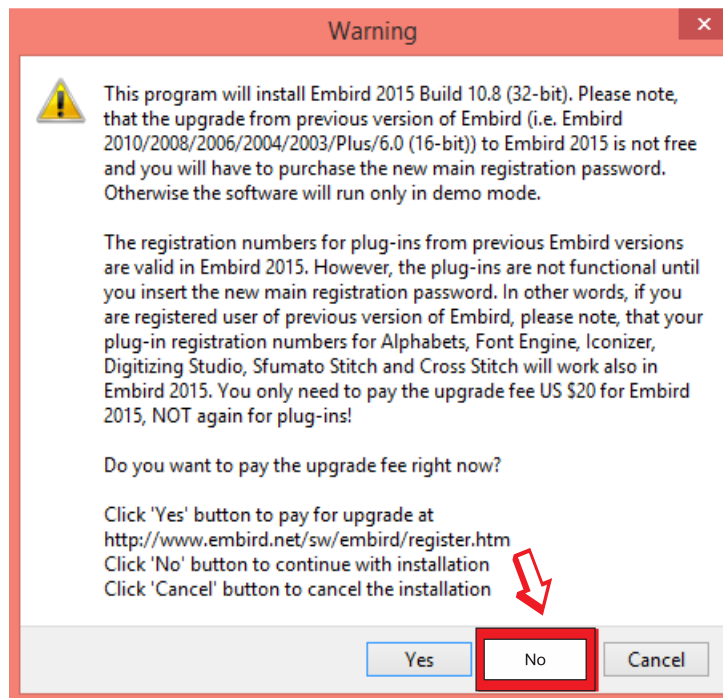 Warning
This program will install Embird 2015 Build 10.8 (32-bit). Please note,
that the upgrade from previous version of Embird (i.e. Embird
2010/2008/2006/2004/2003/Plus/6.0 (16-bit)) to Embird 2015 is not free
and you will have to purchase the new main registration password.
Otherwise the software will run only in demo mode.
The registration numbers for plug-ins from previous Embird versions
are valid in Embird 2015. However, the plug-ins are not functional until
you insert the new main registration password. In other words, if you
are registered user of previous version of Embird, please note, that your
plug-in registration numbers for Alphabets, Font Engine, Iconizer,
Digitizing Studio, Sfumato Stitch and Cross Stitch will work also in
Embird 2015. You only need to pay the upgrade fee US $20 for Embird
2015, NOT again for plug-ins!
Do you want to pay the upgrade fee right now?
Click 'Yes' button to pay for upgrade at
http://www.embird.net/sw/embird/register.htm
Click 'No' button to continue with installation
Click 'Cancel' button to cancel the installation
Yes No Cancel